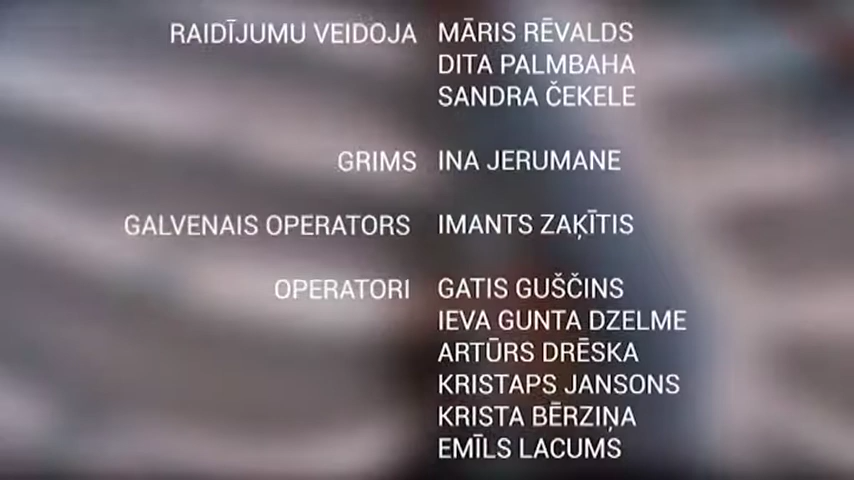 RAIDĪJUMU VEIDOJA MĀRIS RĒVALDS
DITA PALMBAHA
SANDRA ČEKELE
GRIMS INA JERUMANE
GALVENAIS OPERATORS IMANTS ZAĶĪTIS
OPERATORI GATIS GUŠČINS
IEVA GUNTA DZELME
ARTŪRS DRĒSKA
KRISTAPS JANSONS
KRISTA BĒRZIŅA
EMĪLS LACUMS